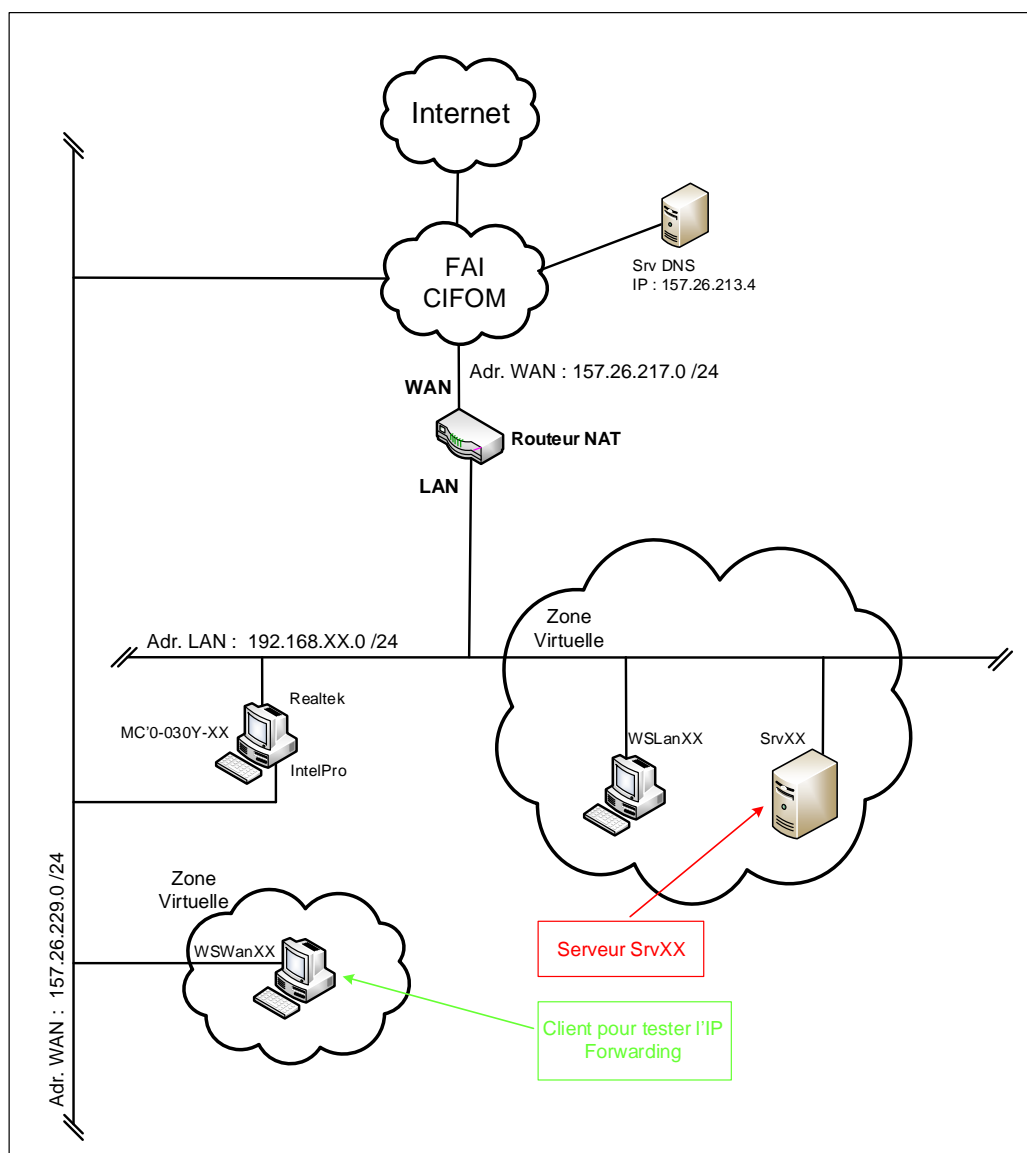 Internet
FAI
CIFOM
Srv DNS
IP : 157.26.213.4
Adr. WAN : 157.26.217.0 /24
WAN
Routeur NAT
LAN
Zone
Virtuelle
Adr. LAN : 192.168.XX.0 /24
Realtek
MC'0-030Y-XX
IntelPro
WSLanXX
SrvXX
Adr. WAN : 157.26.229.0 /24
Zone
Virtuelle
WSWanXX
Serveur SrvXX
Client pour tester l'IP
Forwarding